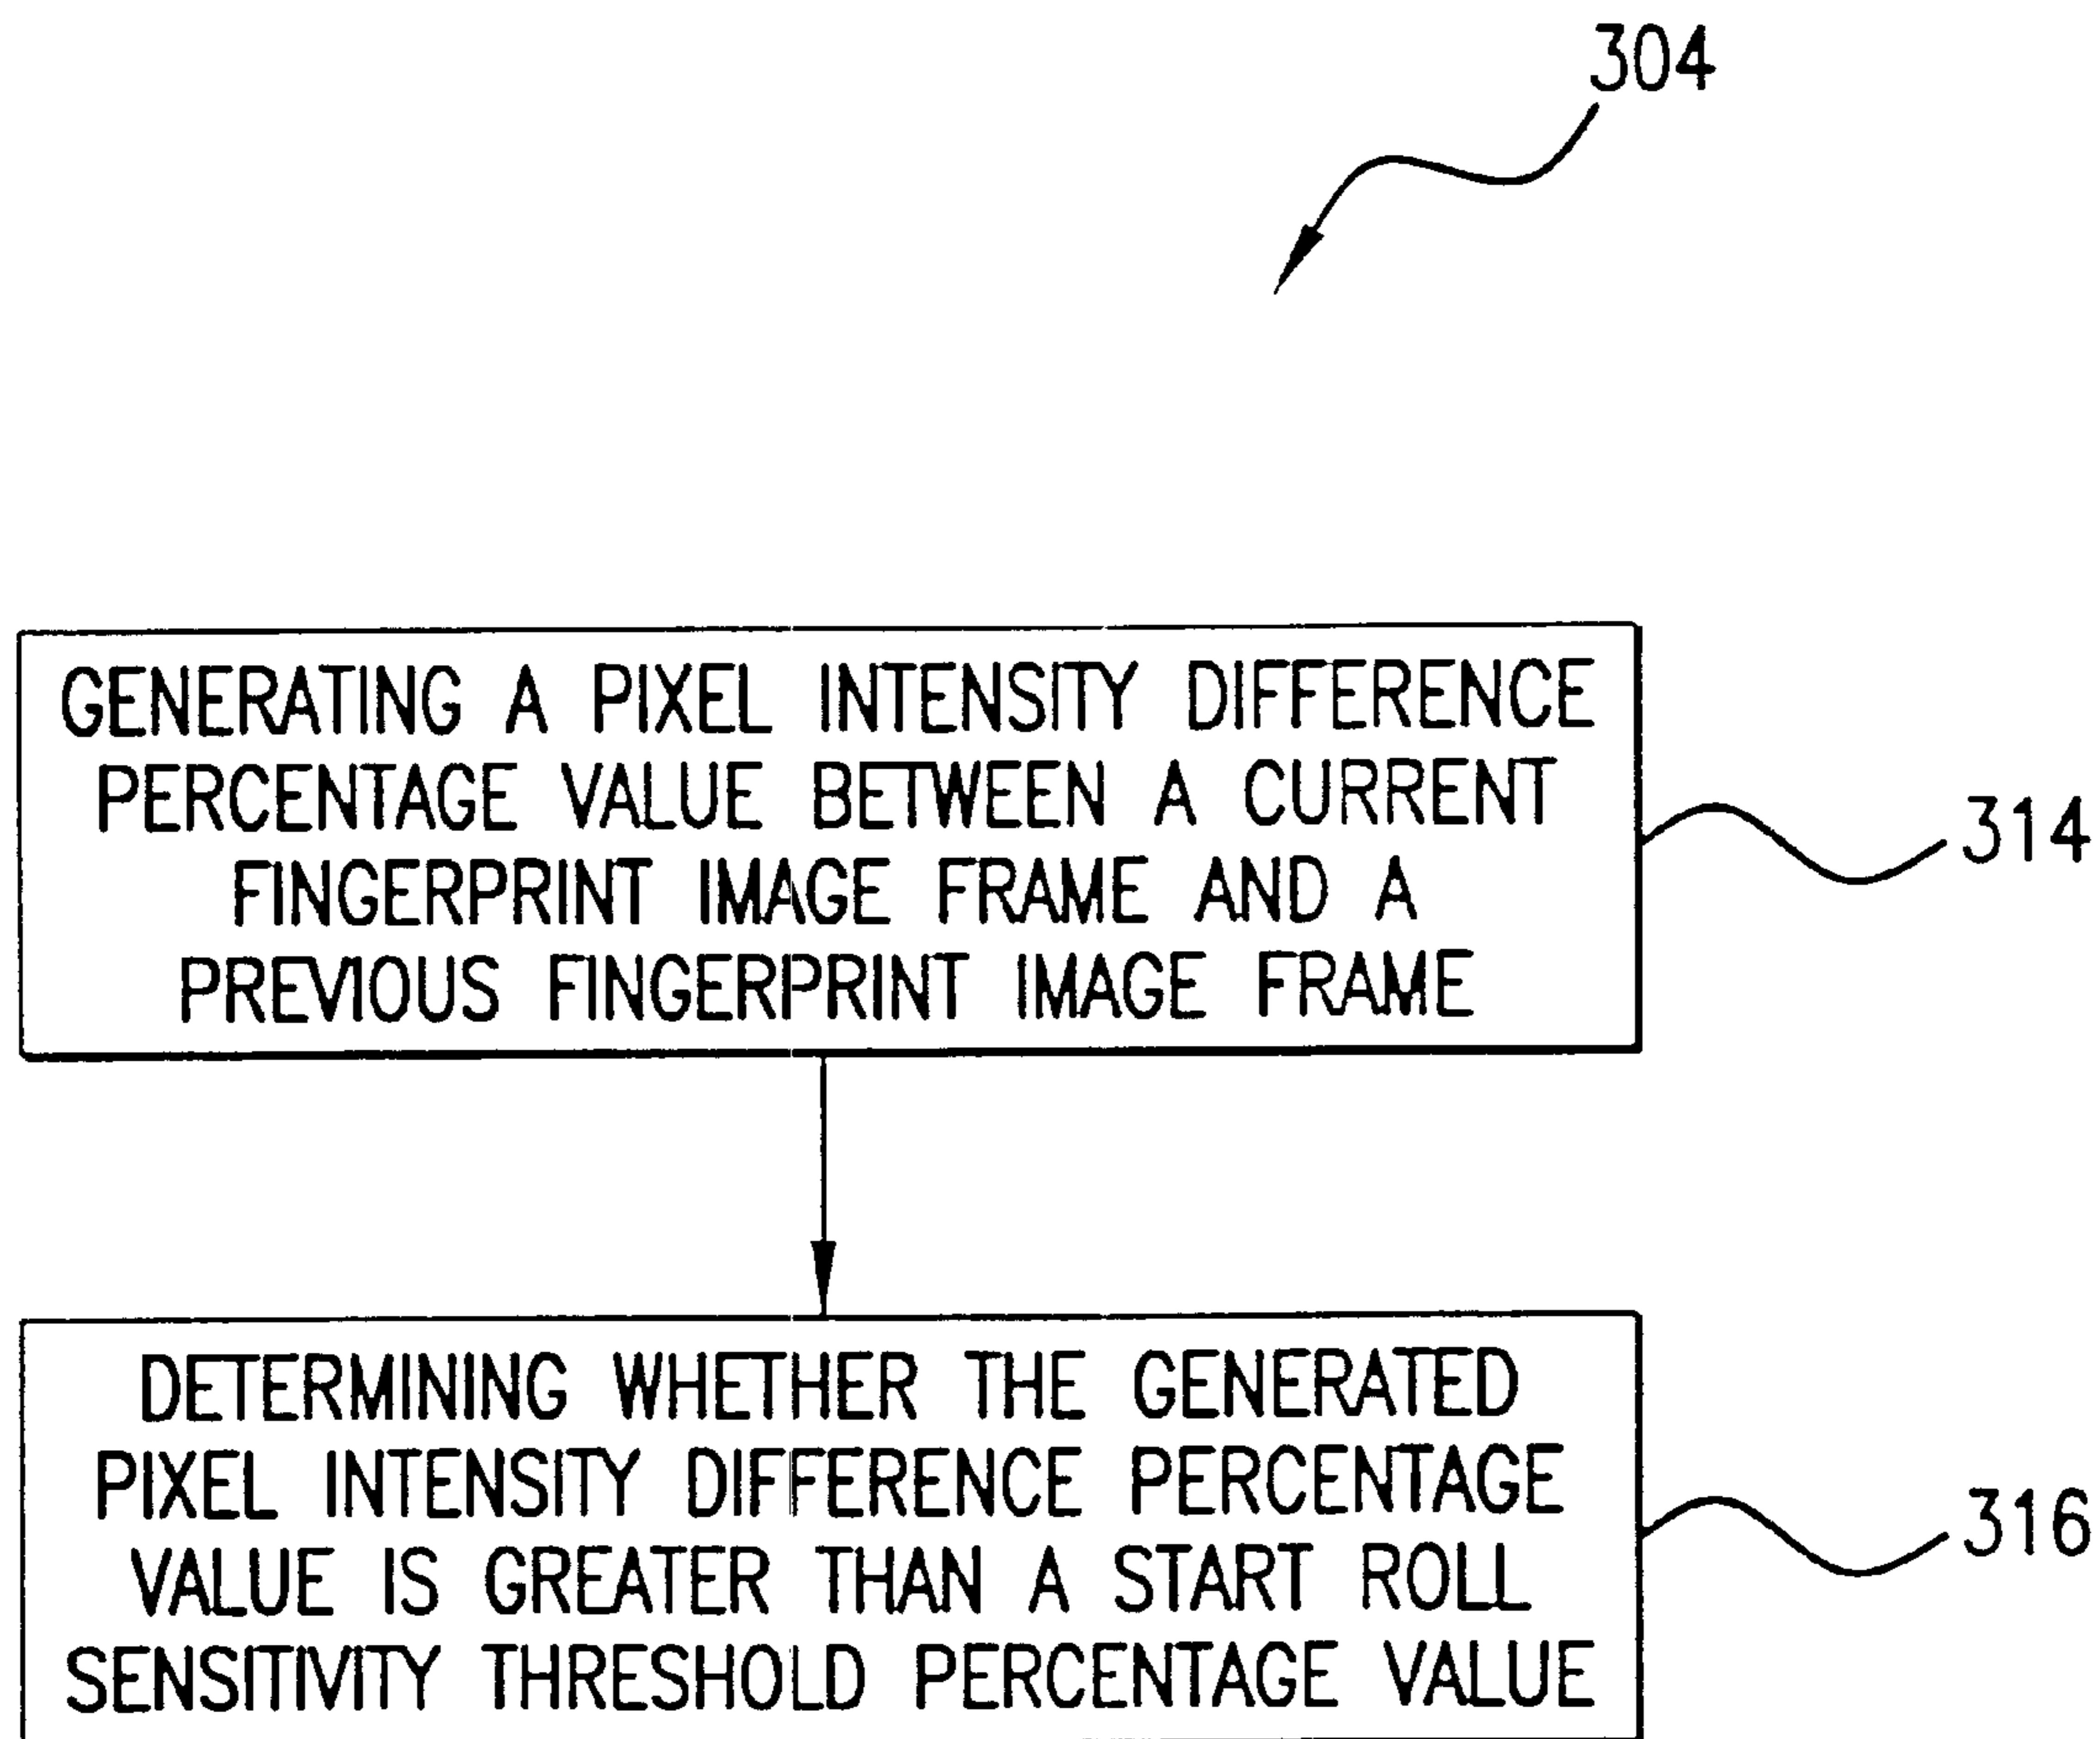 304
GENERATING A PIXEL INTENSITY DIFFERENCE
PERCENTAGE VALUE BETWEEN A CURRENT
FINGERPRINT IMAGE FRAME AND A
PREVIOUS FINGERPRINT IMAGE FRAME
314
DETERMINING WHETHER THE GENERATED
PIXEL INTENSITY DIFFERENCE PERCENTAGE
VALUE IS GREATER THAN A START ROLL
SENSITIVITY THRESHOLD PERCENTAGE VALUE
316